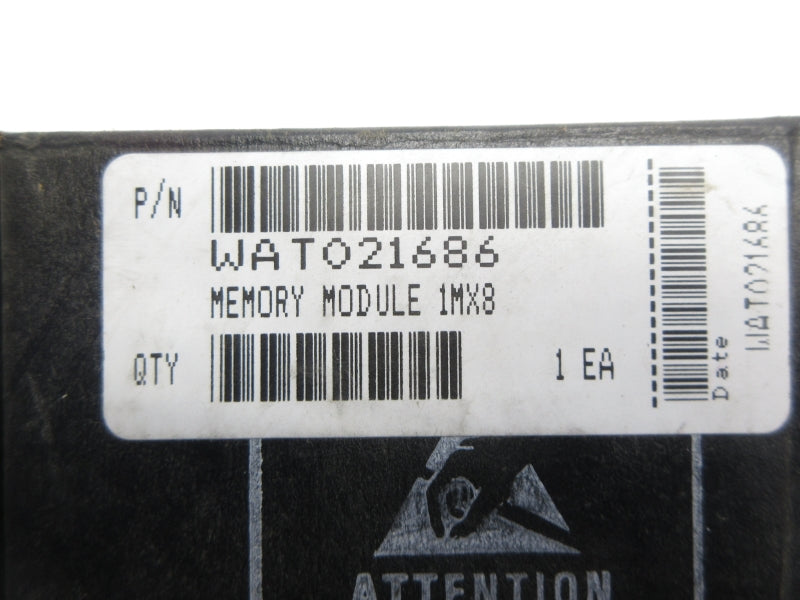 P/N
WAT021686
MEMORY MODULE 1MX8
QTY 1 EA
Date
WAT021686
ATTENTION